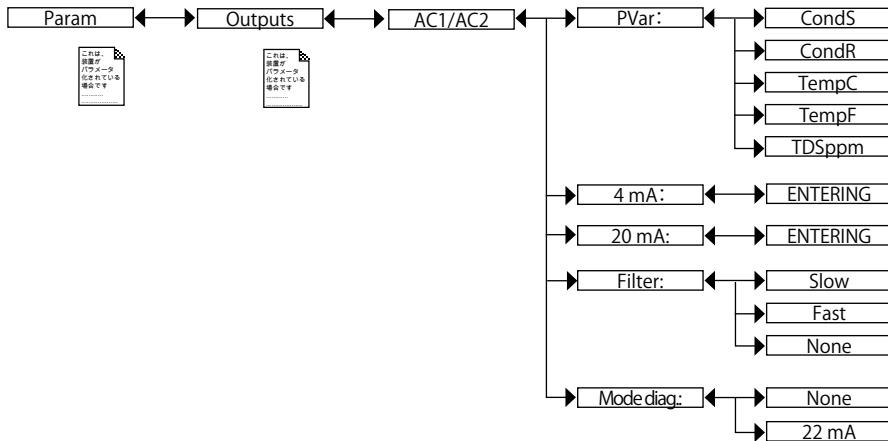 Param
Outputs
AC1/AC2
PVar:
CondS
CondR
TempC
TempF
TDSppm
これは、
装置が
パラメータ
化されている
場合です
............
....................
これは、
装置が
パラメータ
化されている
場合です
............
....................
4 mA:
ENTERING
20 mA:
ENTERING
Filter:
Slow
Fast
None
Mode diag.:
None
22 mA